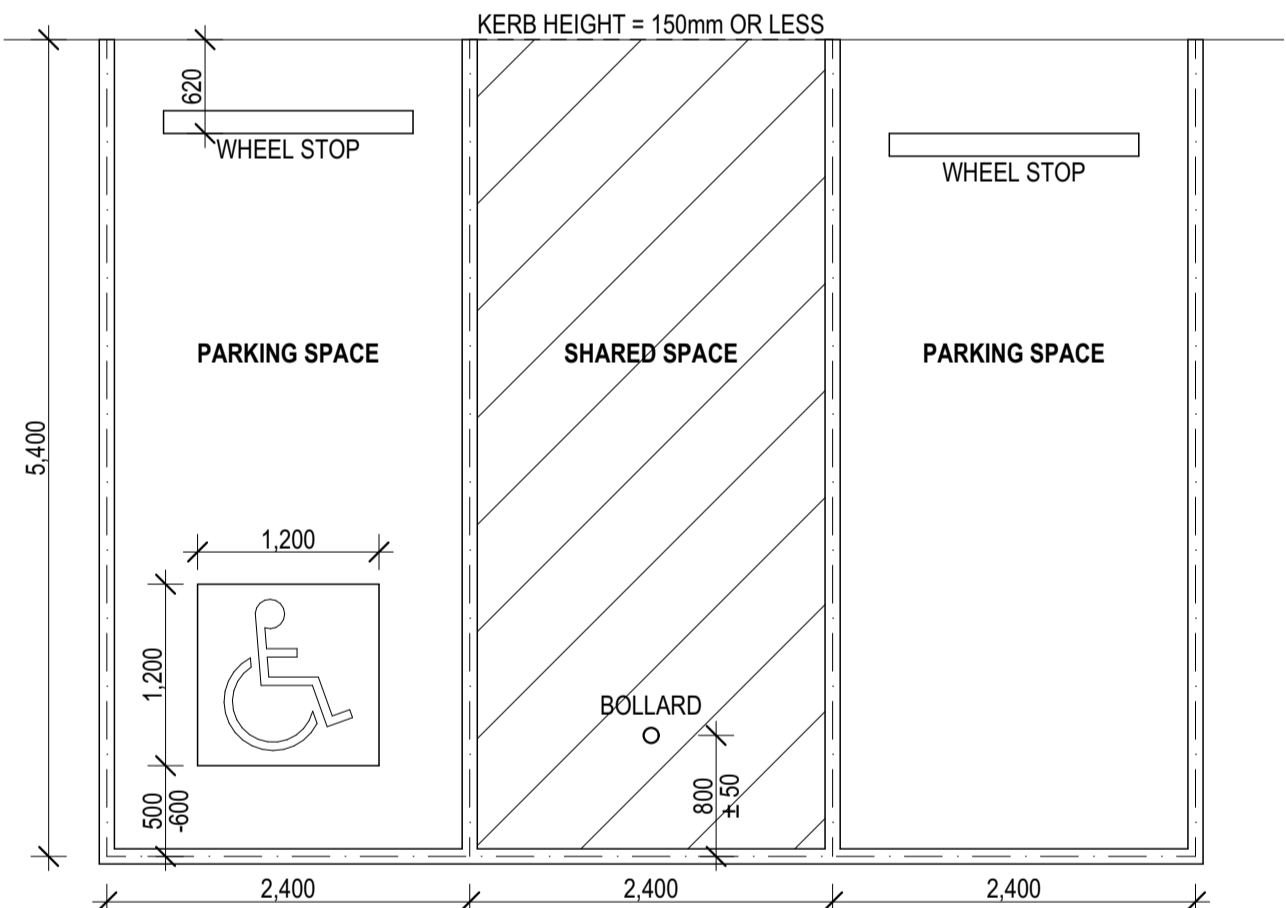 KERB HEIGHT = 150mm OR LESS
620
WHEEL STOP
WHEEL STOP
PARKING SPACE
SHARED SPACE
PARKING SPACE
5,400
1,200
1,200
BOLLARD
500
-600
800
± 50
2,400
2,400
2,400